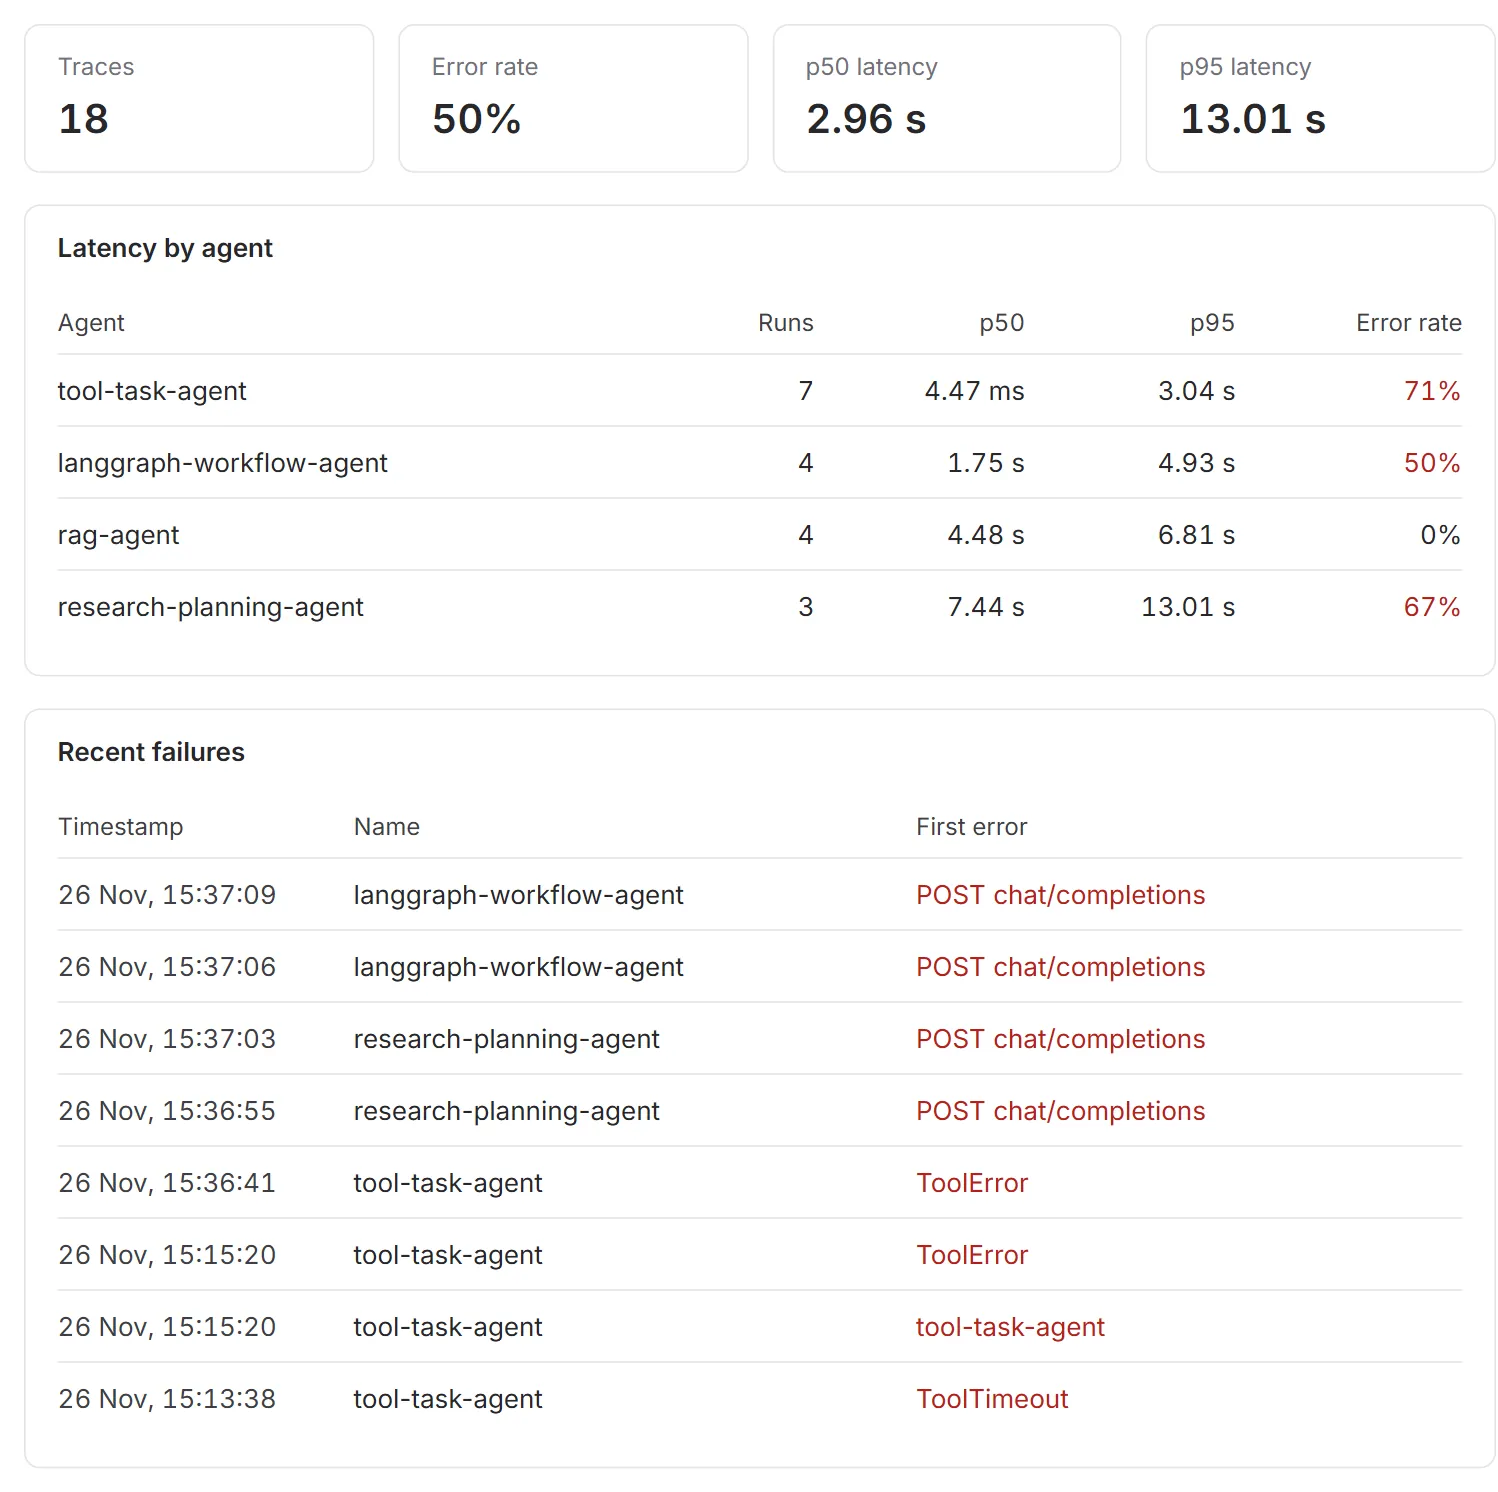 Traces Error rate p50 latency p95 latency
18 50% 2.96 s 13.01 s
Latency by agent
Agent Runs p50 p95 Error rate
tool-task-agent 7 4.47 ms 3.04 s 71%
langgraph-workflow-agent 4 1.75 s 4.93 s 50%
rag-agent 4 4.48 s 6.81 s 0%
research-planning-agent 3 7.44 s 13.01 s 67%
Recent failures
Timestamp Name First error
26 Nov, 15:37:09 langgraph-workflow-agent POST chat/completions
26 Nov, 15:37:06 langgraph-workflow-agent POST chat/completions
26 Nov, 15:37:03 research-planning-agent POST chat/completions
26 Nov, 15:36:55 research-planning-agent POST chat/completions
26 Nov, 15:36:41 tool-task-agent ToolError
26 Nov, 15:15:20 tool-task-agent ToolError
26 Nov, 15:15:20 tool-task-agent tool-task-agent
26 Nov, 15:13:38 tool-task-agent ToolTimeout